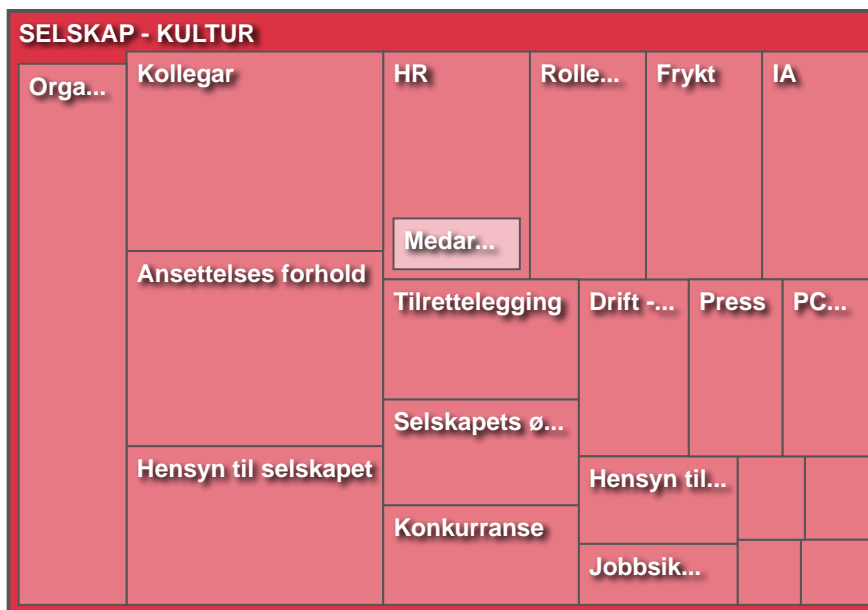 SELSKAP - KULTUR
Orga...
Kollegar
HR
Rolle...
Frykt
IA
Medar...
Ansettelses forhold
Tilrettelegging
Drift -...
Press
PC...
Selskapets ø...
Hensyn til selskapet
Hensyn til...
Konkurranse
Jobbsik...